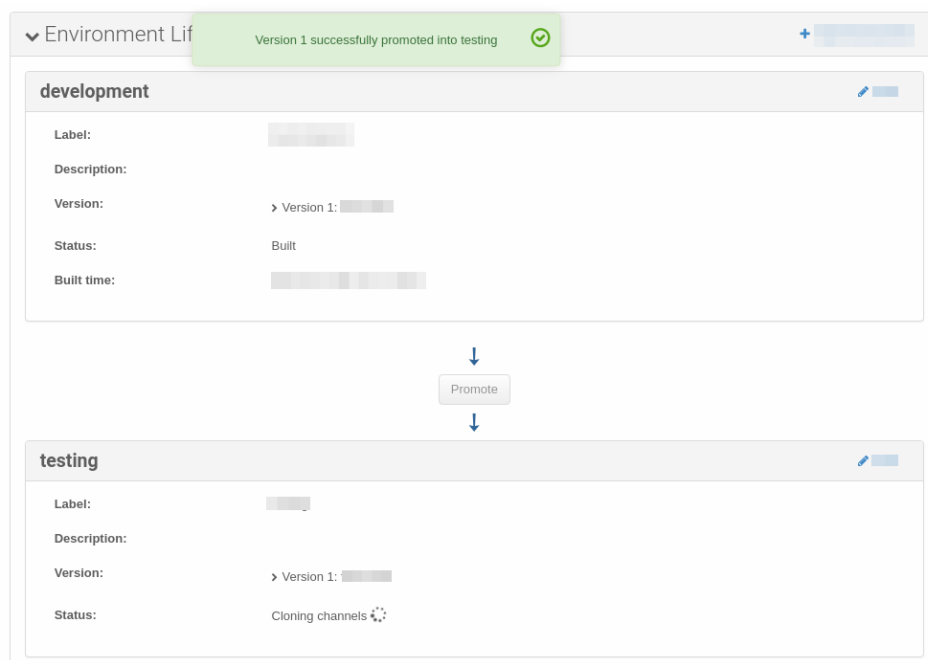 Environment Lif
Version 1 successfully promoted into testing
development
Label:
Description:
Version: Version 1:
Status: Built
Built time:
Promote
testing
Label:
Description:
Version: Version 1:
Status: Cloning channels